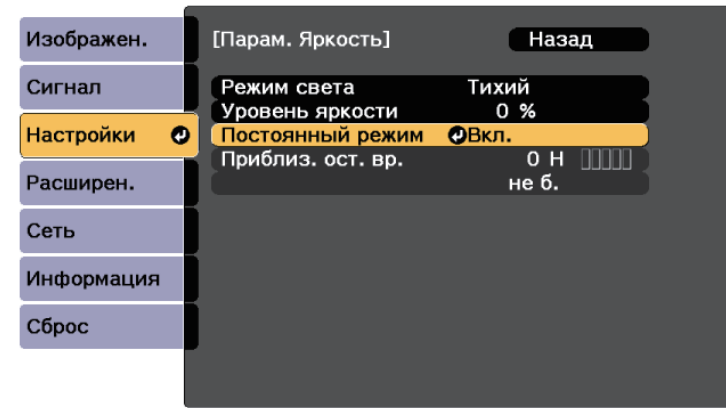 Изображен.
Сигнал
Настройки
Расширен.
Сеть
Информация
Сброс
[Парам. Яркость] Назад
Режим света Тихий
Уровень яркости 0 %
Постоянный режим Вкл.
Приблиз. ост. вр. 0 H
не б.